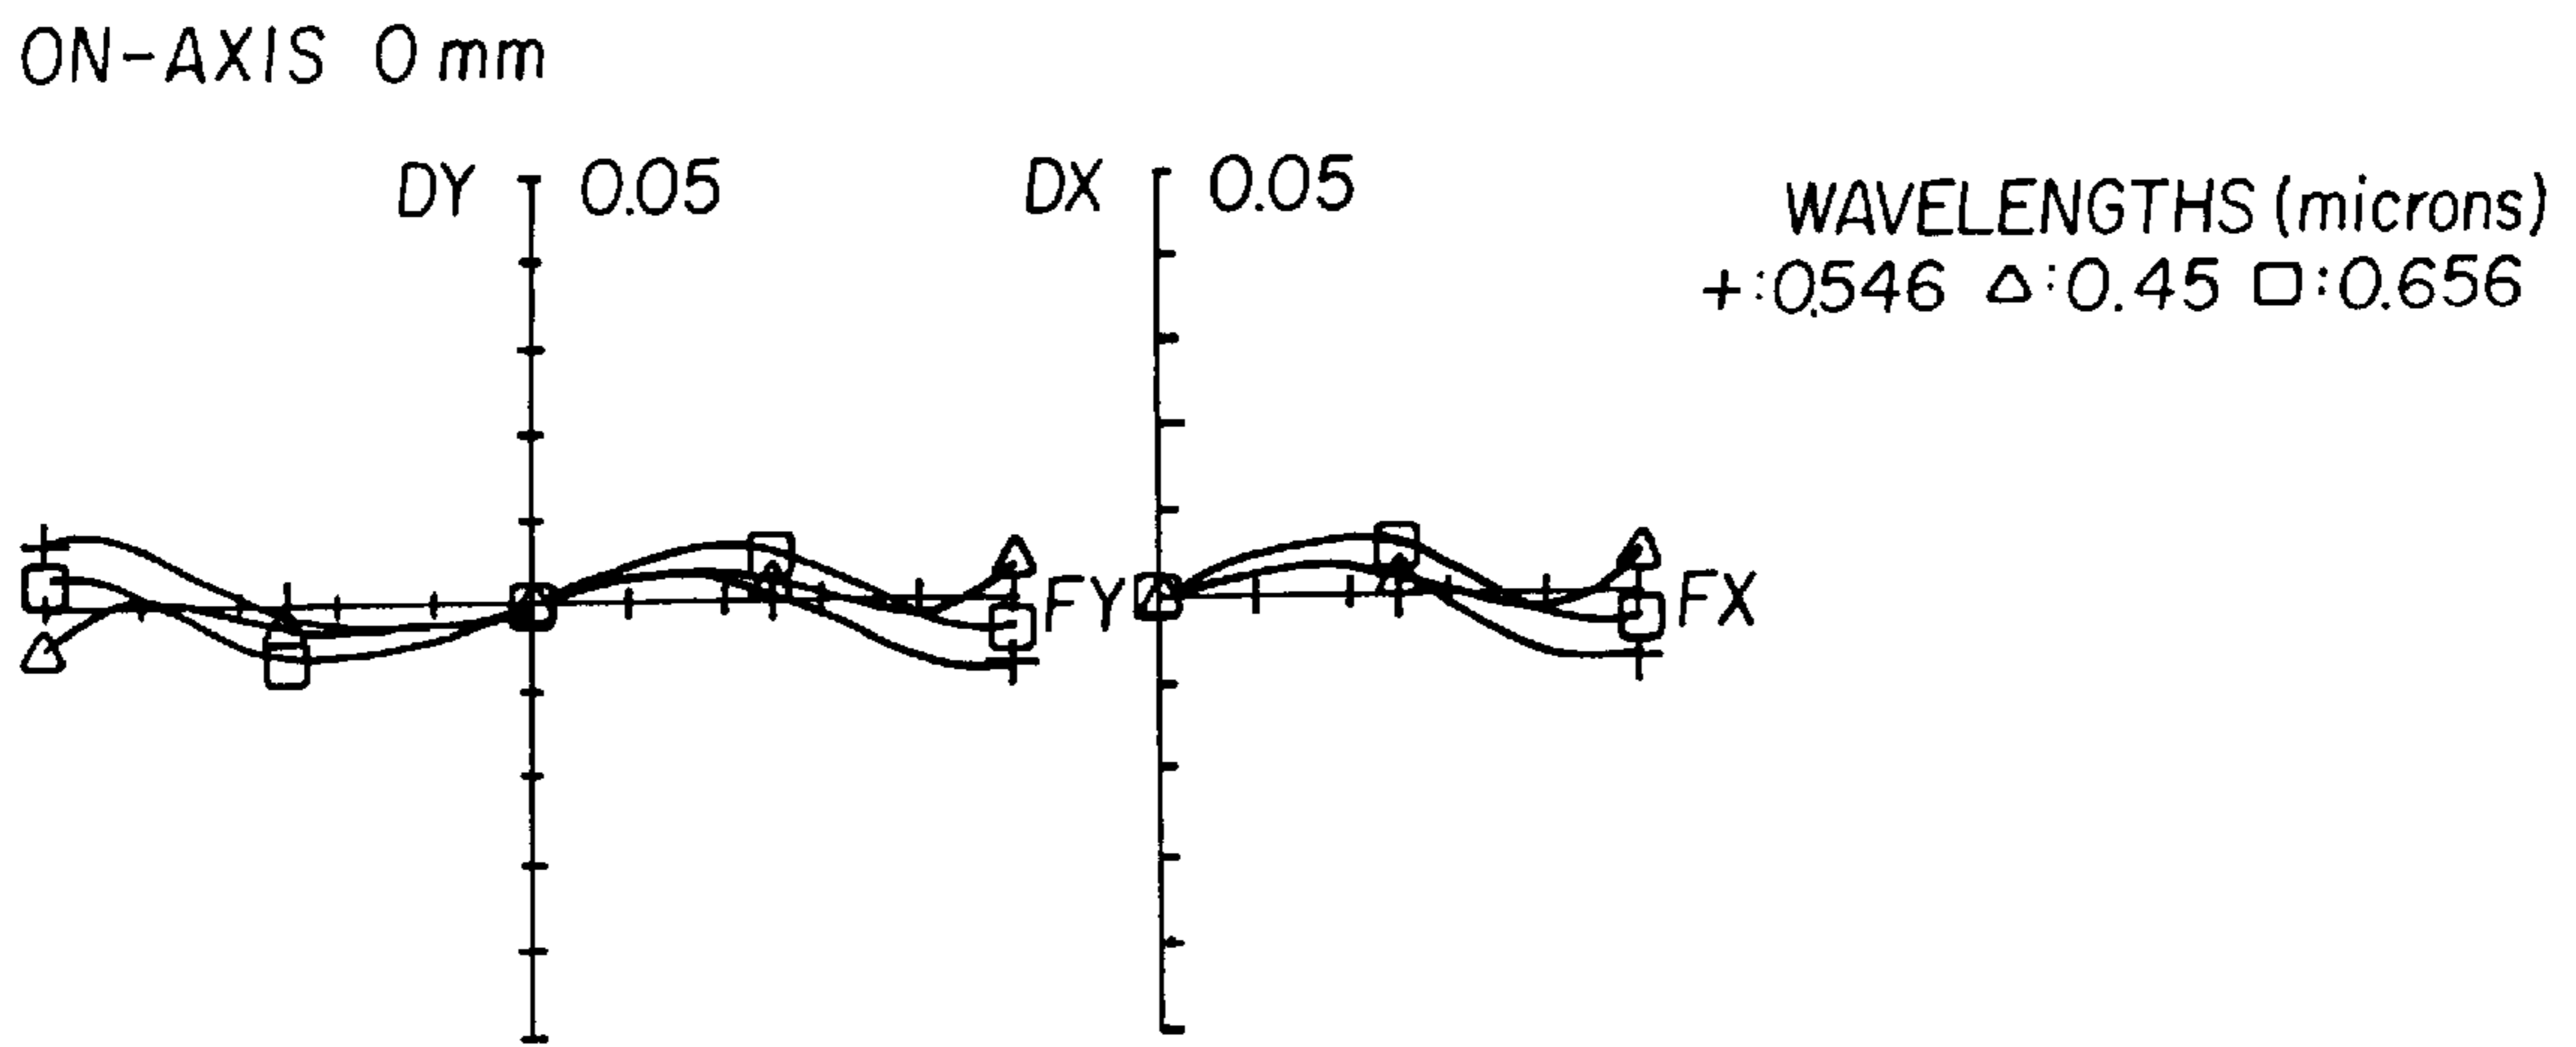 ON-AXIS 0 mm
DY 0.05
DX 0.05
WAVELENGTHS (microns)
+:0.546 △:0.45 □:0.656
FY
FX